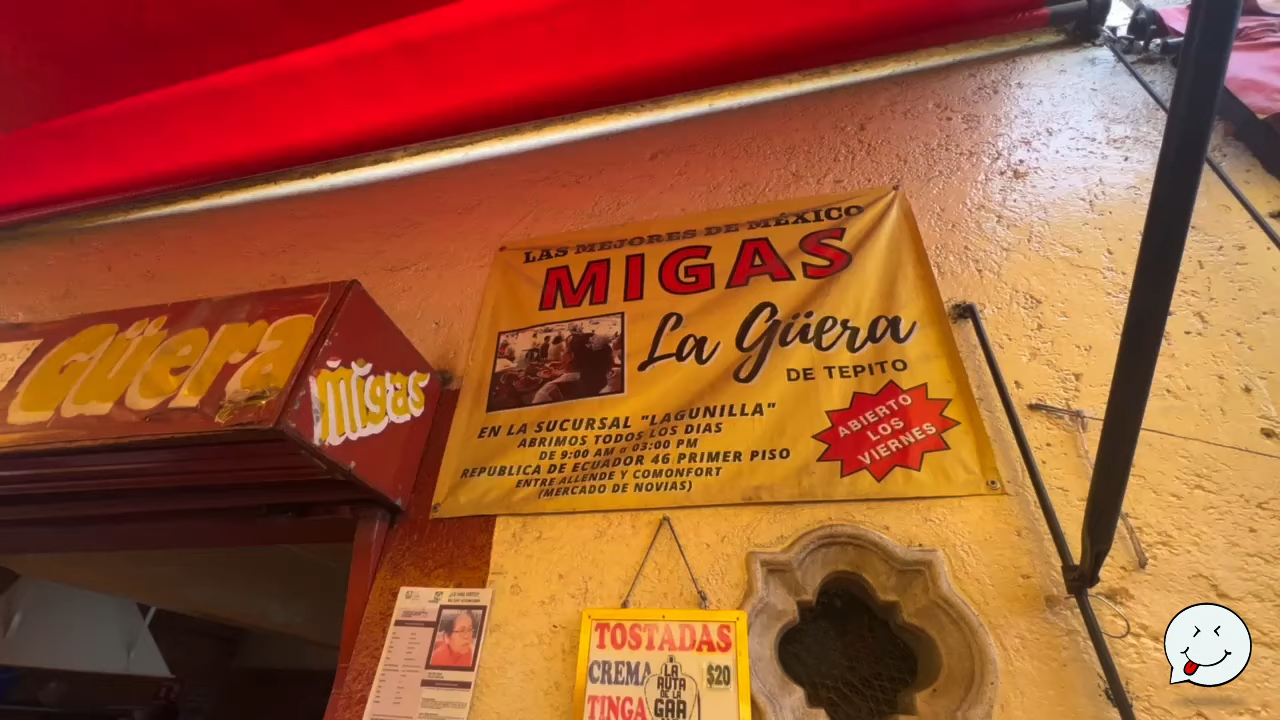 Güera
Migas
LAS MEJORES DE MÉXICO
MIGAS
La Güera
DE TEPITO
EN LA SUCURSAL "LAGUNILLA"
ABRIMOS TODOS LOS DIAS
DE 9:00 AM a 03:00 PM
REPUBLICA DE ECUADOR 46 PRIMER PISO
ENTRE ALLENDE Y COMONFORT
(MERCADO DE NOVIAS)
ABIERTO
LOS
VIERNES
TOSTADAS
CREMA
$20
TINGA
LA
RUTA
DE LA